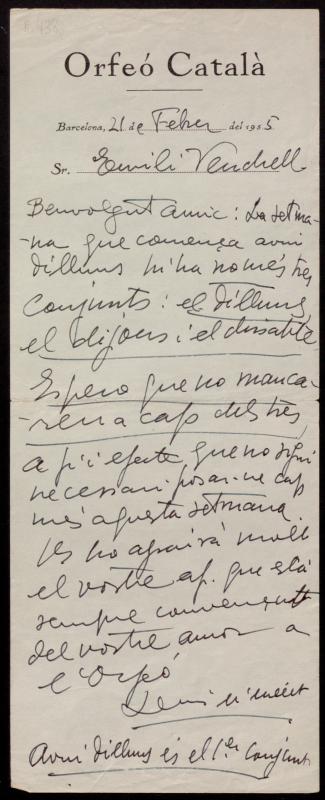 Orfeó Català
Barcelona, 21 de Febrer del 1955
Sr. Emili Vendrell
Benvolgut amic: La setma-
-na que comença avui
dilluns hi ha només tres
conjunts: el dilluns,
el dijous i el dissabte.
Espero que no manca-
reu a cap dels tres,
a fi i efecte que no sigui
necessari posar-ne cap
més aquesta setmana.
Us ho agrairà molt
el vostre af. que està
sempre convençut
del vostre amor a
l'Orfeó
Avui dilluns és el 1.er conjunt